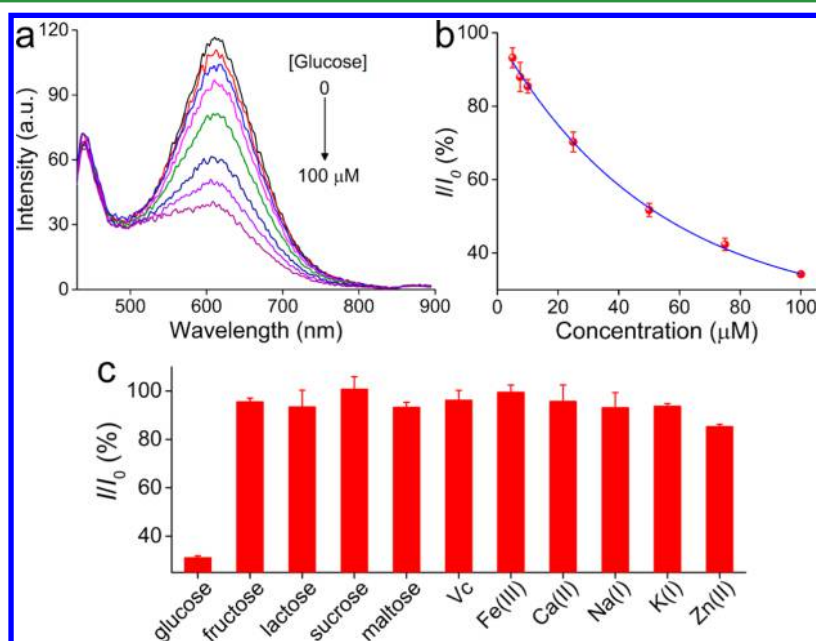 a
120
90
60
30
0
Intensity (a.u.)
500 600 700 800 900
Wavelength (nm)
[Glucose]
0
100 μM
b
100
80
60
40
I/I0 (%)
0 20 40 60 80 100
Concentration (μM)
c
100
80
60
40
I/I0 (%)
glucose
fructose
lactose
sucrose
maltose
Vc
Fe(III)
Ca(II)
Na(I)
K(I)
Zn(II)